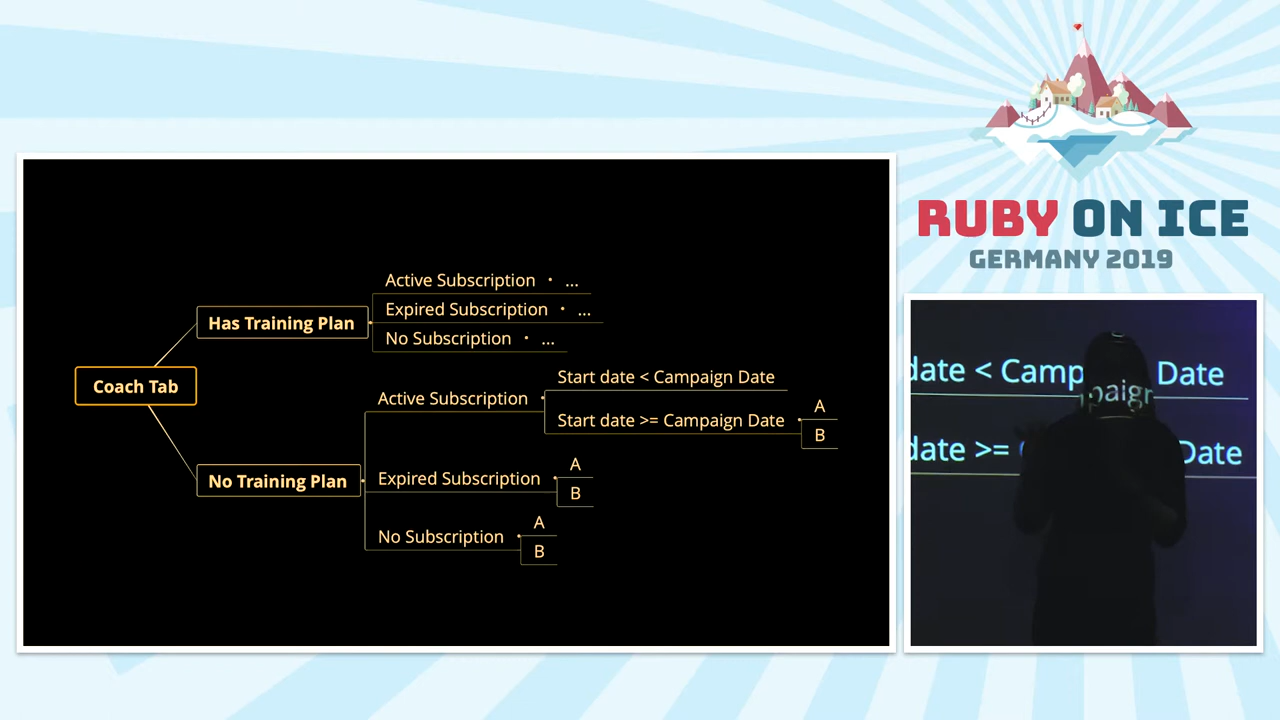 RUBY ON ICE
GERMANY 2019
Coach Tab
Has Training Plan
Active Subscription • ...
Expired Subscription • ...
No Subscription • ...
No Training Plan
Active Subscription
Start date < Campaign Date
Start date >= Campaign Date
A
B
Expired Subscription
A
B
No Subscription
A
B
date < Camp
paign
Date
date >=
Date